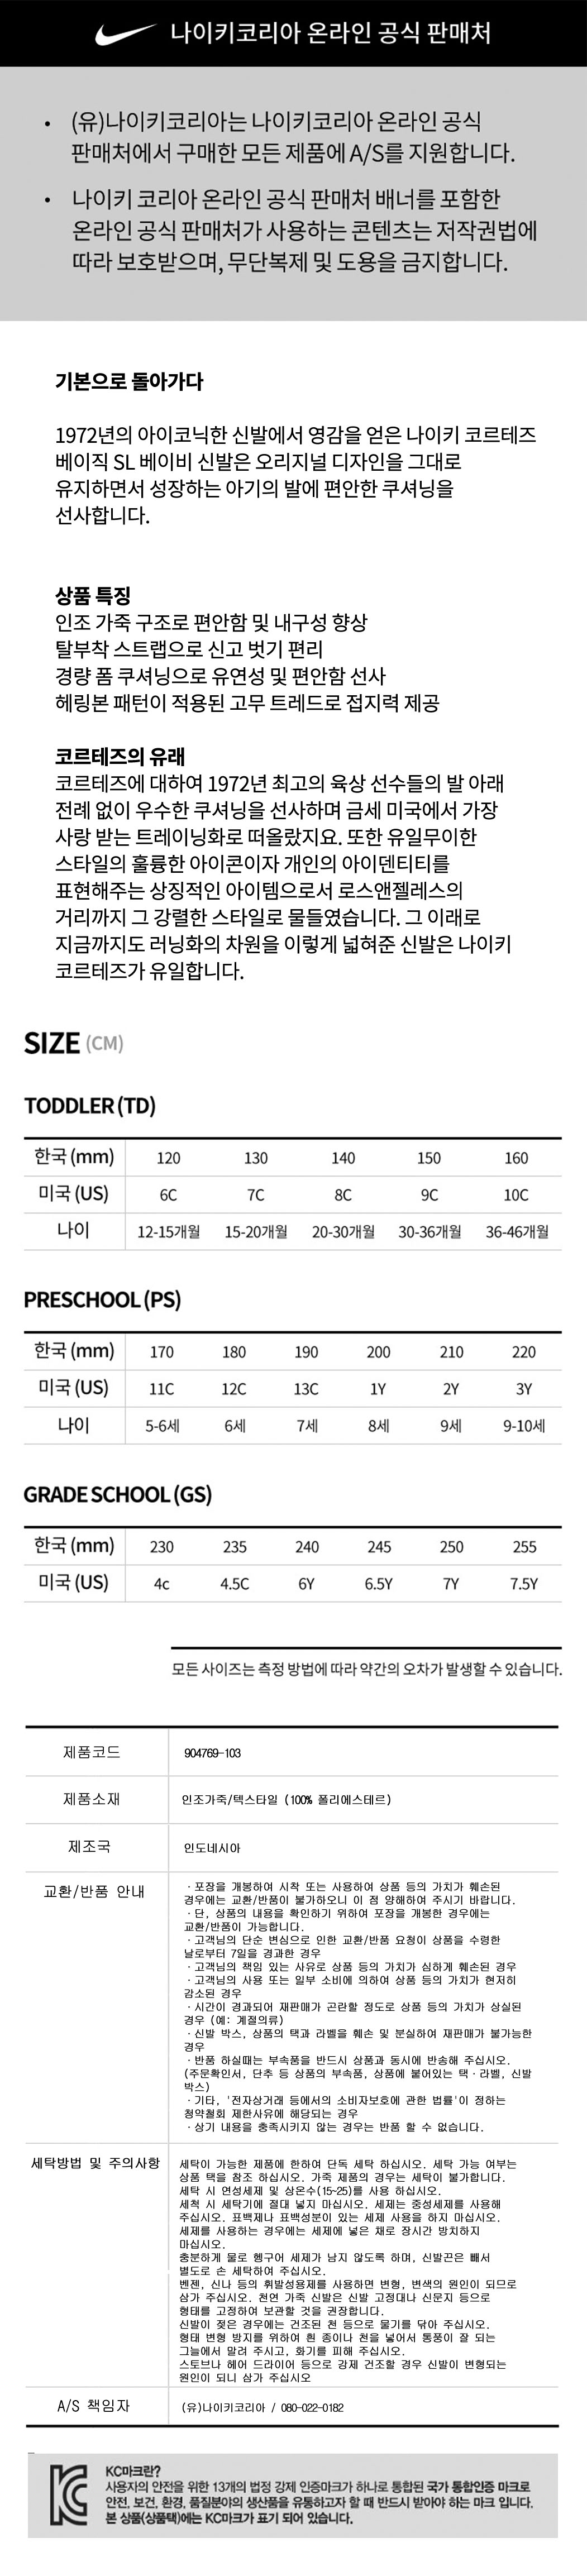 나이키코리아 온라인 공식 판매처
• (유)나이키코리아는 나이키코리아 온라인 공식
판매처에서 구매한 모든 제품에 A/S를 지원합니다.
• 나이키 코리아 온라인 공식 판매처 배너를 포함한
온라인 공식 판매처가 사용하는 콘텐츠는 저작권법에
따라 보호받으며, 무단복제 및 도용을 금지합니다.
기본으로 돌아가다
1972년의 아이코닉한 신발에서 영감을 얻은 나이키 코르테즈
베이직 SL 베이비 신발은 오리지널 디자인을 그대로
유지하면서 성장하는 아기의 발에 편안한 쿠셔닝을
선사합니다.
상품 특징
인조 가죽 구조로 편안함 및 내구성 향상
탈부착 스트랩으로 신고 벗기 편리
경량 폼 쿠셔닝으로 유연성 및 편안함 선사
헤링본 패턴이 적용된 고무 트레드로 접지력 제공
코르테즈의 유래
코르테즈에 대하여 1972년 최고의 육상 선수들의 발 아래
전례 없이 우수한 쿠셔닝을 선사하며 금세 미국에서 가장
사랑 받는 트레이닝화로 떠올랐지요. 또한 유일무이한
스타일의 훌륭한 아이콘이자 개인의 아이덴티티를
표현해주는 상징적인 아이템으로서 로스앤젤레스의
거리까지 그 강렬한 스타일로 물들였습니다. 그 이래로
지금까지도 러닝화의 차원을 이렇게 넓혀준 신발은 나이키
코르테즈가 유일합니다.
SIZE (CM)
TODDLER (TD)
한국 (mm) 120 130 140 150 160
미국 (US) 6C 7C 8C 9C 10C
나이 12-15개월 15-20개월 20-30개월 30-36개월 36-46개월
PRESCHOOL (PS)
한국 (mm) 170 180 190 200 210 220
미국 (US) 11C 12C 13C 1Y 2Y 3Y
나이 5-6세 6세 7세 8세 9세 9-10세
GRADE SCHOOL (GS)
한국 (mm) 230 235 240 245 250 255
미국 (US) 4c 4.5C 6Y 6.5Y 7Y 7.5Y
모든 사이즈는 측정 방법에 따라 약간의 오차가 발생할 수 있습니다.
제품코드 904769-103
제품소재 인조가죽/텍스타일 (100% 폴리에스테르)
제조국 인도네시아
교환/반품 안내
· 포장을 개봉하여 시착 또는 사용하여 상품 등의 가치가 훼손된
경우에는 교환/반품이 불가하오니 이 점 양해하여 주시기 바랍니다.
· 단, 상품의 내용을 확인하기 위하여 포장을 개봉한 경우에는
교환/반품이 가능합니다.
· 고객님의 단순 변심으로 인한 교환/반품 요청이 상품을 수령한
날로부터 7일을 경과한 경우
· 고객님의 책임 있는 사유로 상품 등의 가치가 심하게 훼손된 경우
· 고객님의 사용 또는 일부 소비에 의하여 상품 등의 가치가 현저히
감소된 경우
· 시간이 경과되어 재판매가 곤란할 정도로 상품 등의 가치가 상실된
경우 (예: 계절의류)
· 신발 박스, 상품의 택과 라벨을 훼손 및 분실하여 재판매가 불가능한
경우
· 반품 하실때는 부속품을 반드시 상품과 동시에 반송해 주십시오.
(주문확인서, 단추 등 상품의 부속품, 상품에 붙어있는 택ㆍ라벨, 신발
박스)
· 기타, '전자상거래 등에서의 소비자보호에 관한 법률'이 정하는
청약철회 제한사유에 해당되는 경우
· 상기 내용을 충족시키지 않는 경우는 반품 할 수 없습니다.
세탁방법 및 주의사항
세탁이 가능한 제품에 한하여 단독 세탁 하십시오. 세탁 가능 여부는
상품 택을 참조 하십시오. 가죽 제품의 경우는 세탁이 불가합니다.
세탁 시 연성세제 및 상온수(15-25)를 사용 하십시오.
세척 시 세탁기에 절대 넣지 마십시오. 세제는 중성세제를 사용해
주십시오. 표백제나 표백성분이 있는 세제 사용을 하지 마십시오.
세제를 사용하는 경우에는 세제에 넣은 채로 장시간 방치하지
마십시오.
충분하게 물로 헹구어 세제가 남지 않도록 하며, 신발끈은 빼서
별도로 손 세탁하여 주십시오.
벤젠, 신나 등의 휘발성용제를 사용하면 변형, 변색의 원인이 되므로
삼가 주십시오. 천연 가죽 신발은 신발 고정대나 신문지 등으로
형태를 고정하여 보관할 것을 권장합니다.
신발이 젖은 경우에는 건조된 천 등으로 물기를 닦아 주십시오.
형태 변형 방지를 위하여 흰 종이나 천을 넣어서 통풍이 잘 되는
그늘에서 말려 주시고, 화기를 피해 주십시오.
스토브나 헤어 드라이어 등으로 강제 건조할 경우 신발이 변형되는
원인이 되니 삼가 주십시오
A/S 책임자 (유)나이키코리아 / 080-022-0182
KC마크란?
사용자의 안전을 위한 13개의 법정 강제 인증마크가 하나로 통합된 국가 통합인증 마크로
안전, 보건, 환경, 품질분야의 생산품을 유통하고자 할 때 반드시 받아야 하는 마크 입니다.
본 상품(상품택)에는 KC마크가 표기 되어 있습니다.